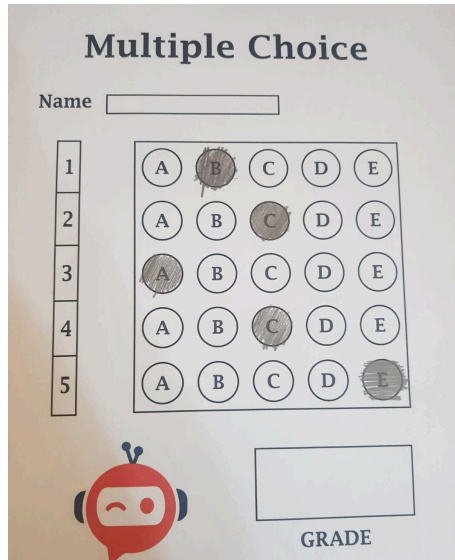 Multiple Choice
Name
1 A B C D E
2 A B C D E
3 A B C D E
4 A B C D E
5 A B C D E
GRADE